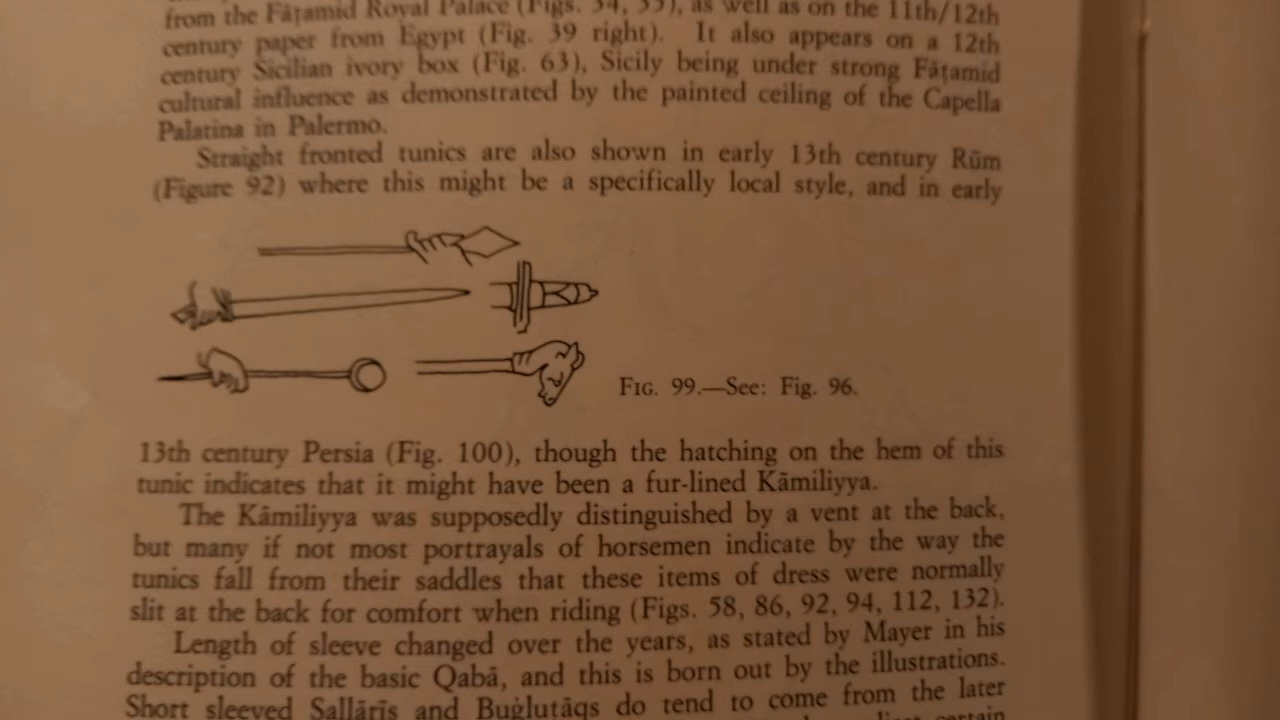 from the Fāṭamid Royal Palace (Figs. 34, 35), as well as on the 11th/12th
century paper from Egypt (Fig. 39 right). It also appears on a 12th
century Sicilian ivory box (Fig. 63), Sicily being under strong Fāṭamid
cultural influence as demonstrated by the painted ceiling of the Capella
Palatina in Palermo.
Straight fronted tunics are also shown in early 13th century Rūm
(Figure 92) where this might be a specifically local style, and in early
FIG. 99.—See: Fig. 96.
13th century Persia (Fig. 100), though the hatching on the hem of this
tunic indicates that it might have been a fur-lined Kāmiliyya.
The Kāmiliyya was supposedly distinguished by a vent at the back,
but many if not most portrayals of horsemen indicate by the way the
tunics fall from their saddles that these items of dress were normally
slit at the back for comfort when riding (Figs. 58, 86, 92, 94, 112, 132).
Length of sleeve changed over the years, as stated by Mayer in his
description of the basic Qabā, and this is born out by the illustrations.
Short sleeved Sallārīs and Buġluṭāqs do tend to come from the later
certain